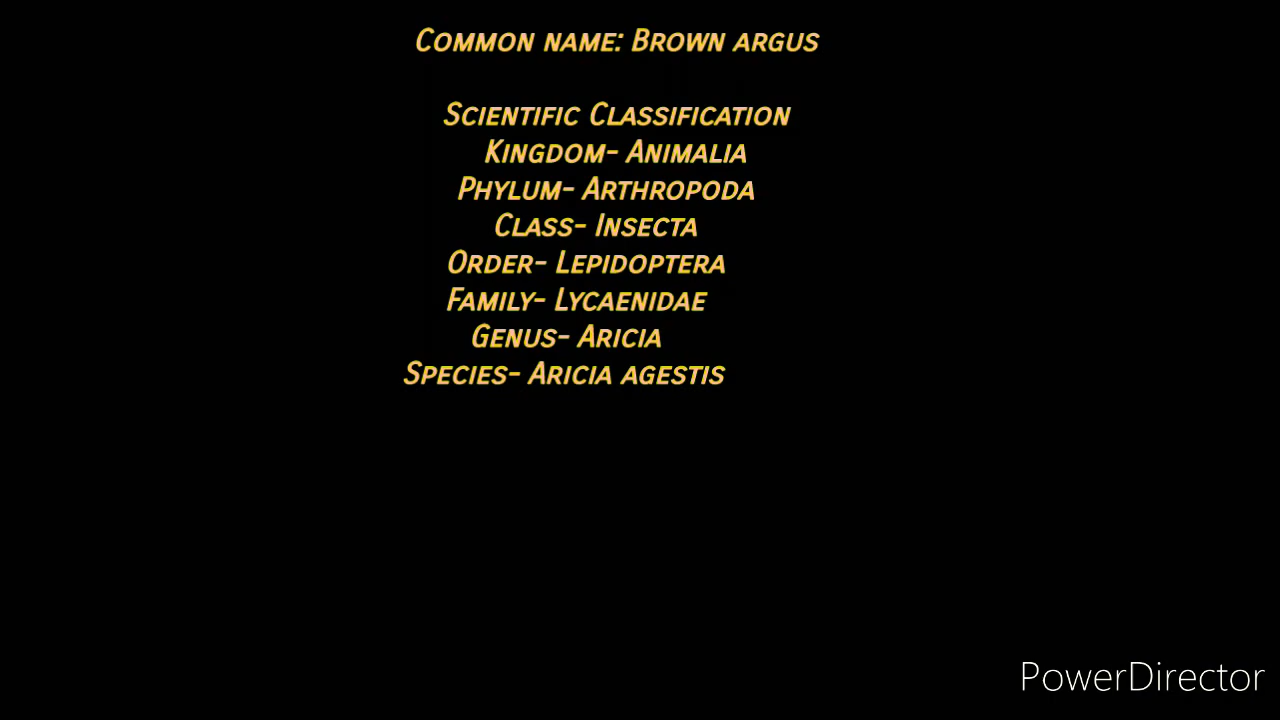 Common name: Brown argus
Scientific Classification
Kingdom- Animalia
Phylum- Arthropoda
Class- Insecta
Order- Lepidoptera
Family- Lycaenidae
Genus- Aricia
Species- Aricia agestis
PowerDirector